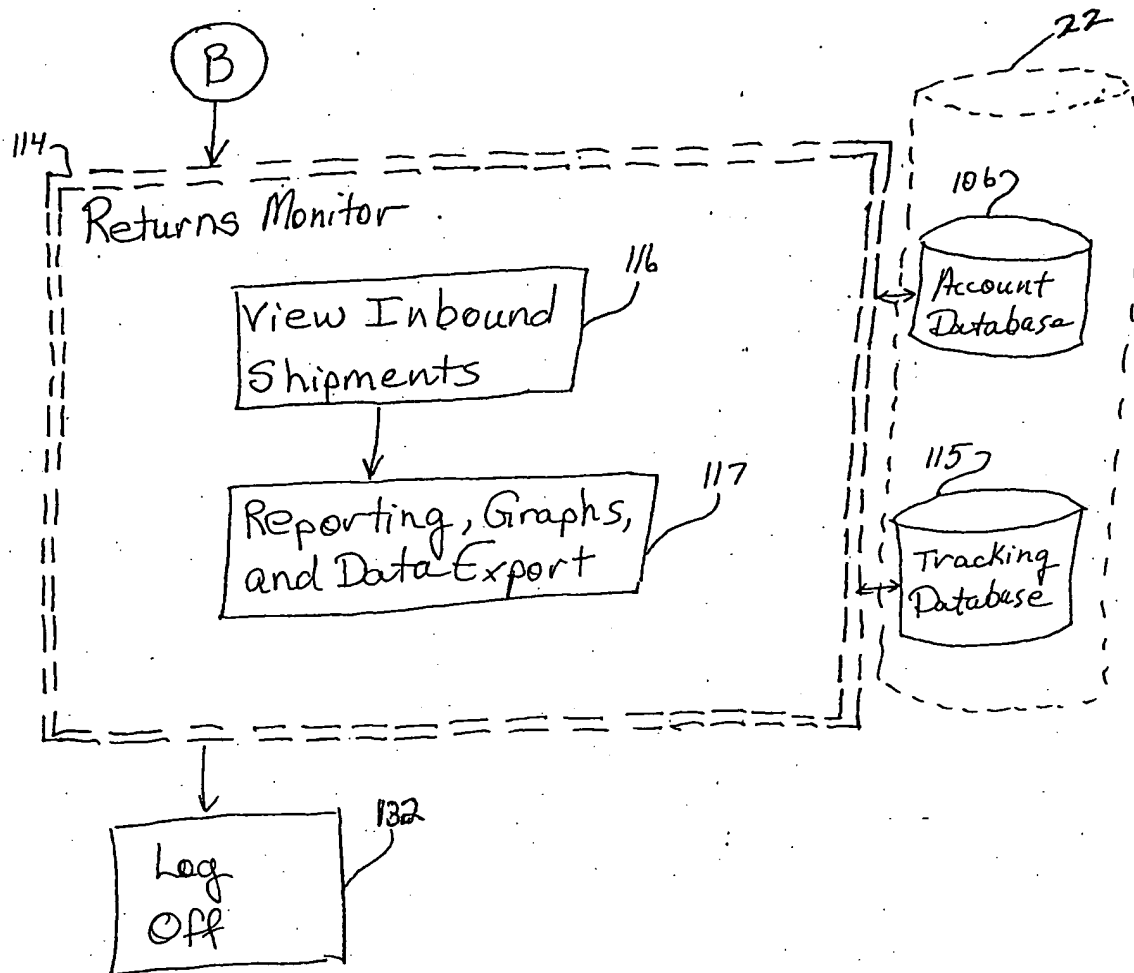 B
22
114
Returns Monitor
106
116
View Inbound
Shipments
Account
Database
115
117
Reporting, Graphs,
and Data Export
Tracking
Database
132
Log
Off